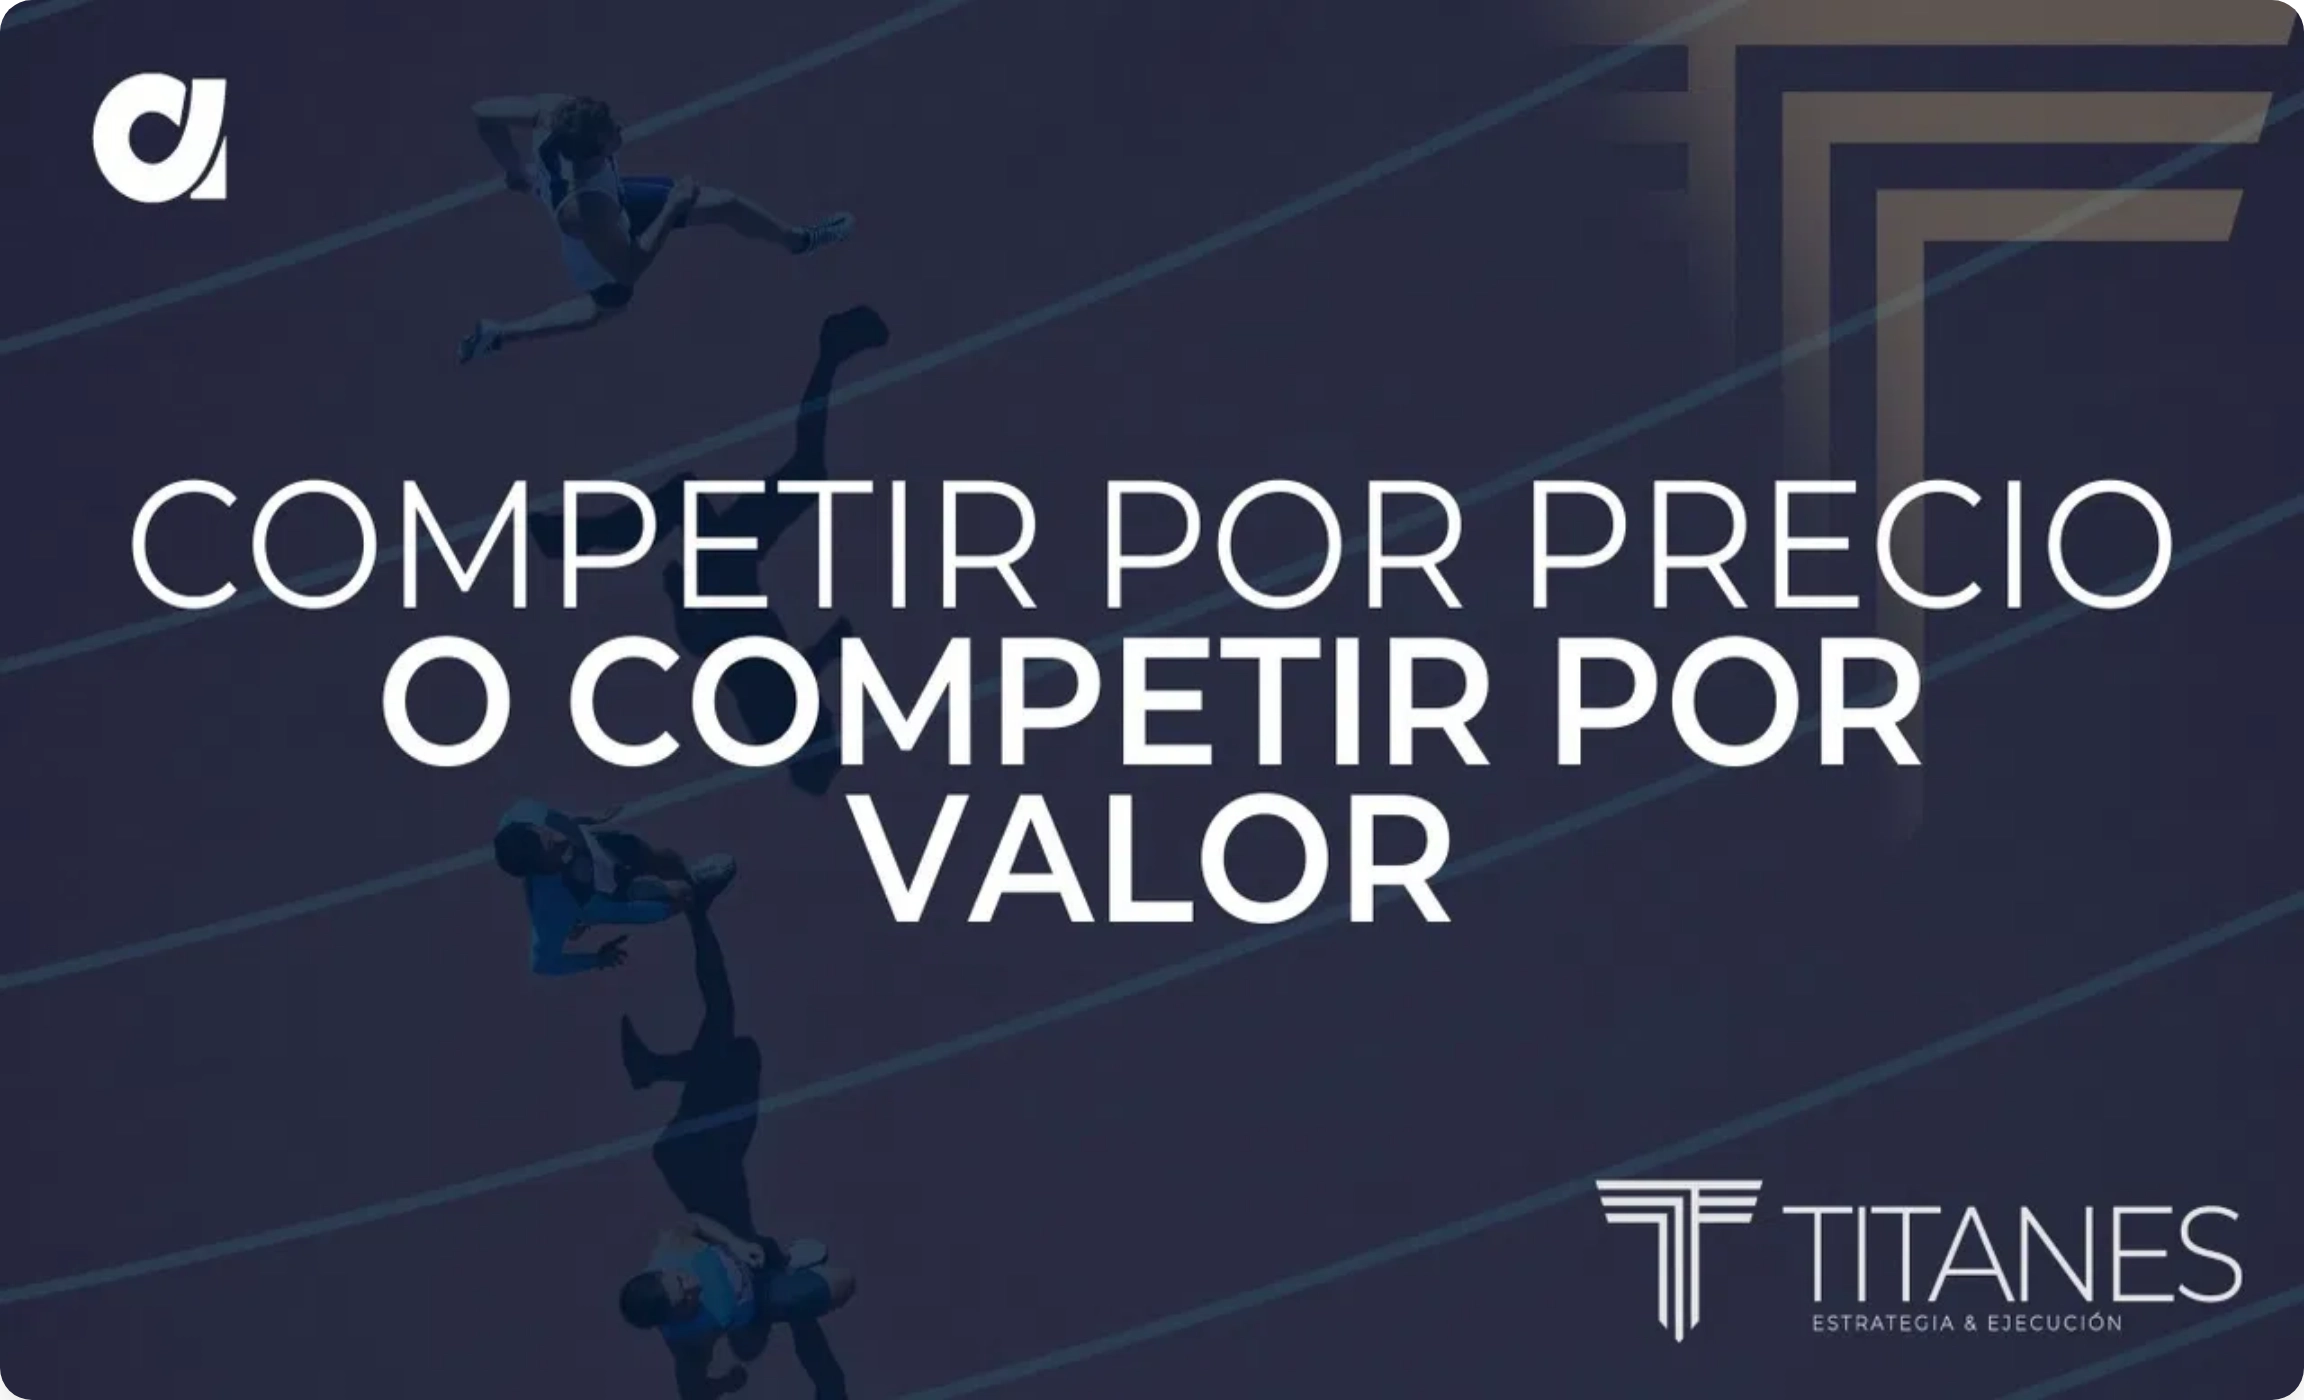 COMPETIR POR PRECIO
O COMPETIR POR
VALOR
TITANES
ESTRATEGIA & EJECUCIÓN